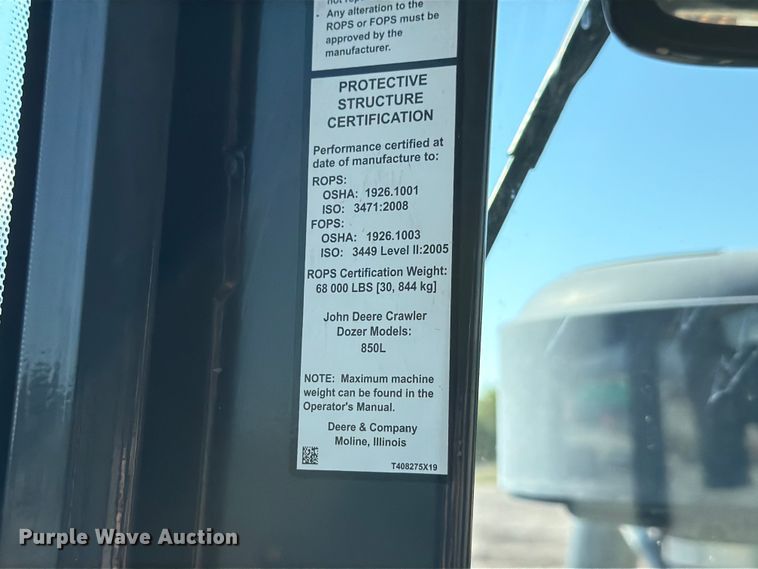 Any alteration to the
ROPS or FOPS must be
approved by the
manufacturer.
PROTECTIVE
STRUCTURE
CERTIFICATION
Performance certified at
date of manufacture to:
ROPS:
OSHA: 1926.1001
ISO: 3471:2008
FOPS:
OSHA: 1926.1003
ISO: 3449 Level II:2005
ROPS Certification Weight:
68 000 LBS [30, 844 kg]
John Deere Crawler
Dozer Models:
850L
NOTE: Maximum machine
weight can be found in the
Operator's Manual.
Deere & Company
Moline, Illinois
T408275X19
Purple Wave Auction